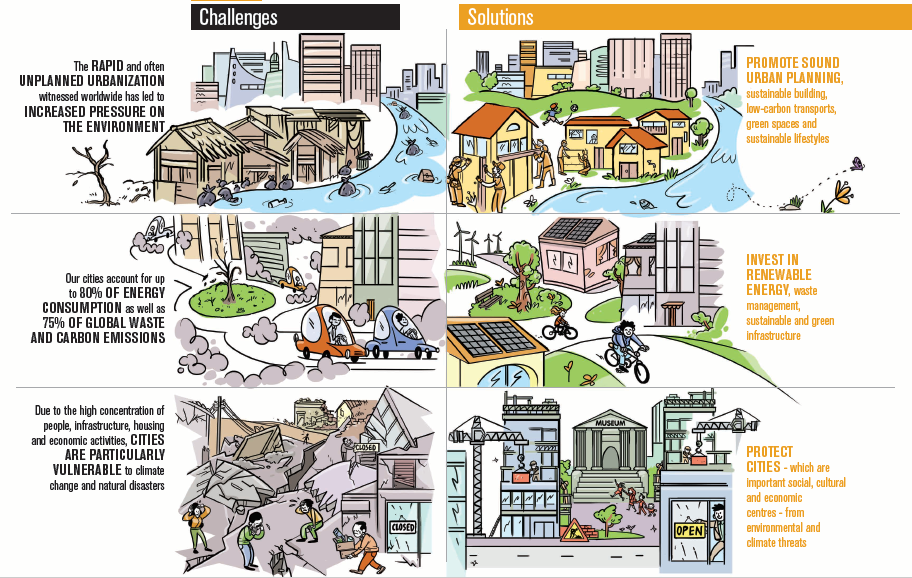 Challenges
Solutions
The RAPID and often
UNPLANNED URBANIZATION
witnessed worldwide has led to
INCREASED PRESSURE ON
THE ENVIRONMENT
PROMOTE SOUND
URBAN PLANNING,
sustainable building,
low-carbon transports,
green spaces and
sustainable lifestyles
Our cities account for up
to 80% OF ENERGY
CONSUMPTION as well as
75% OF GLOBAL WASTE
AND CARBON EMISSIONS
INVEST IN
RENEWABLE
ENERGY, waste
management,
sustainable and green
infrastructure
Due to the high concentration of
people, infrastructure, housing
and economic activities, CITIES
ARE PARTICULARLY
VULNERABLE to climate
change and natural disasters
CLOSED
CLOSED
MUSEUM
OPEN
PROTECT
CITIES - which are
important social, cultural
and economic
centres - from
environmental and
climate threats